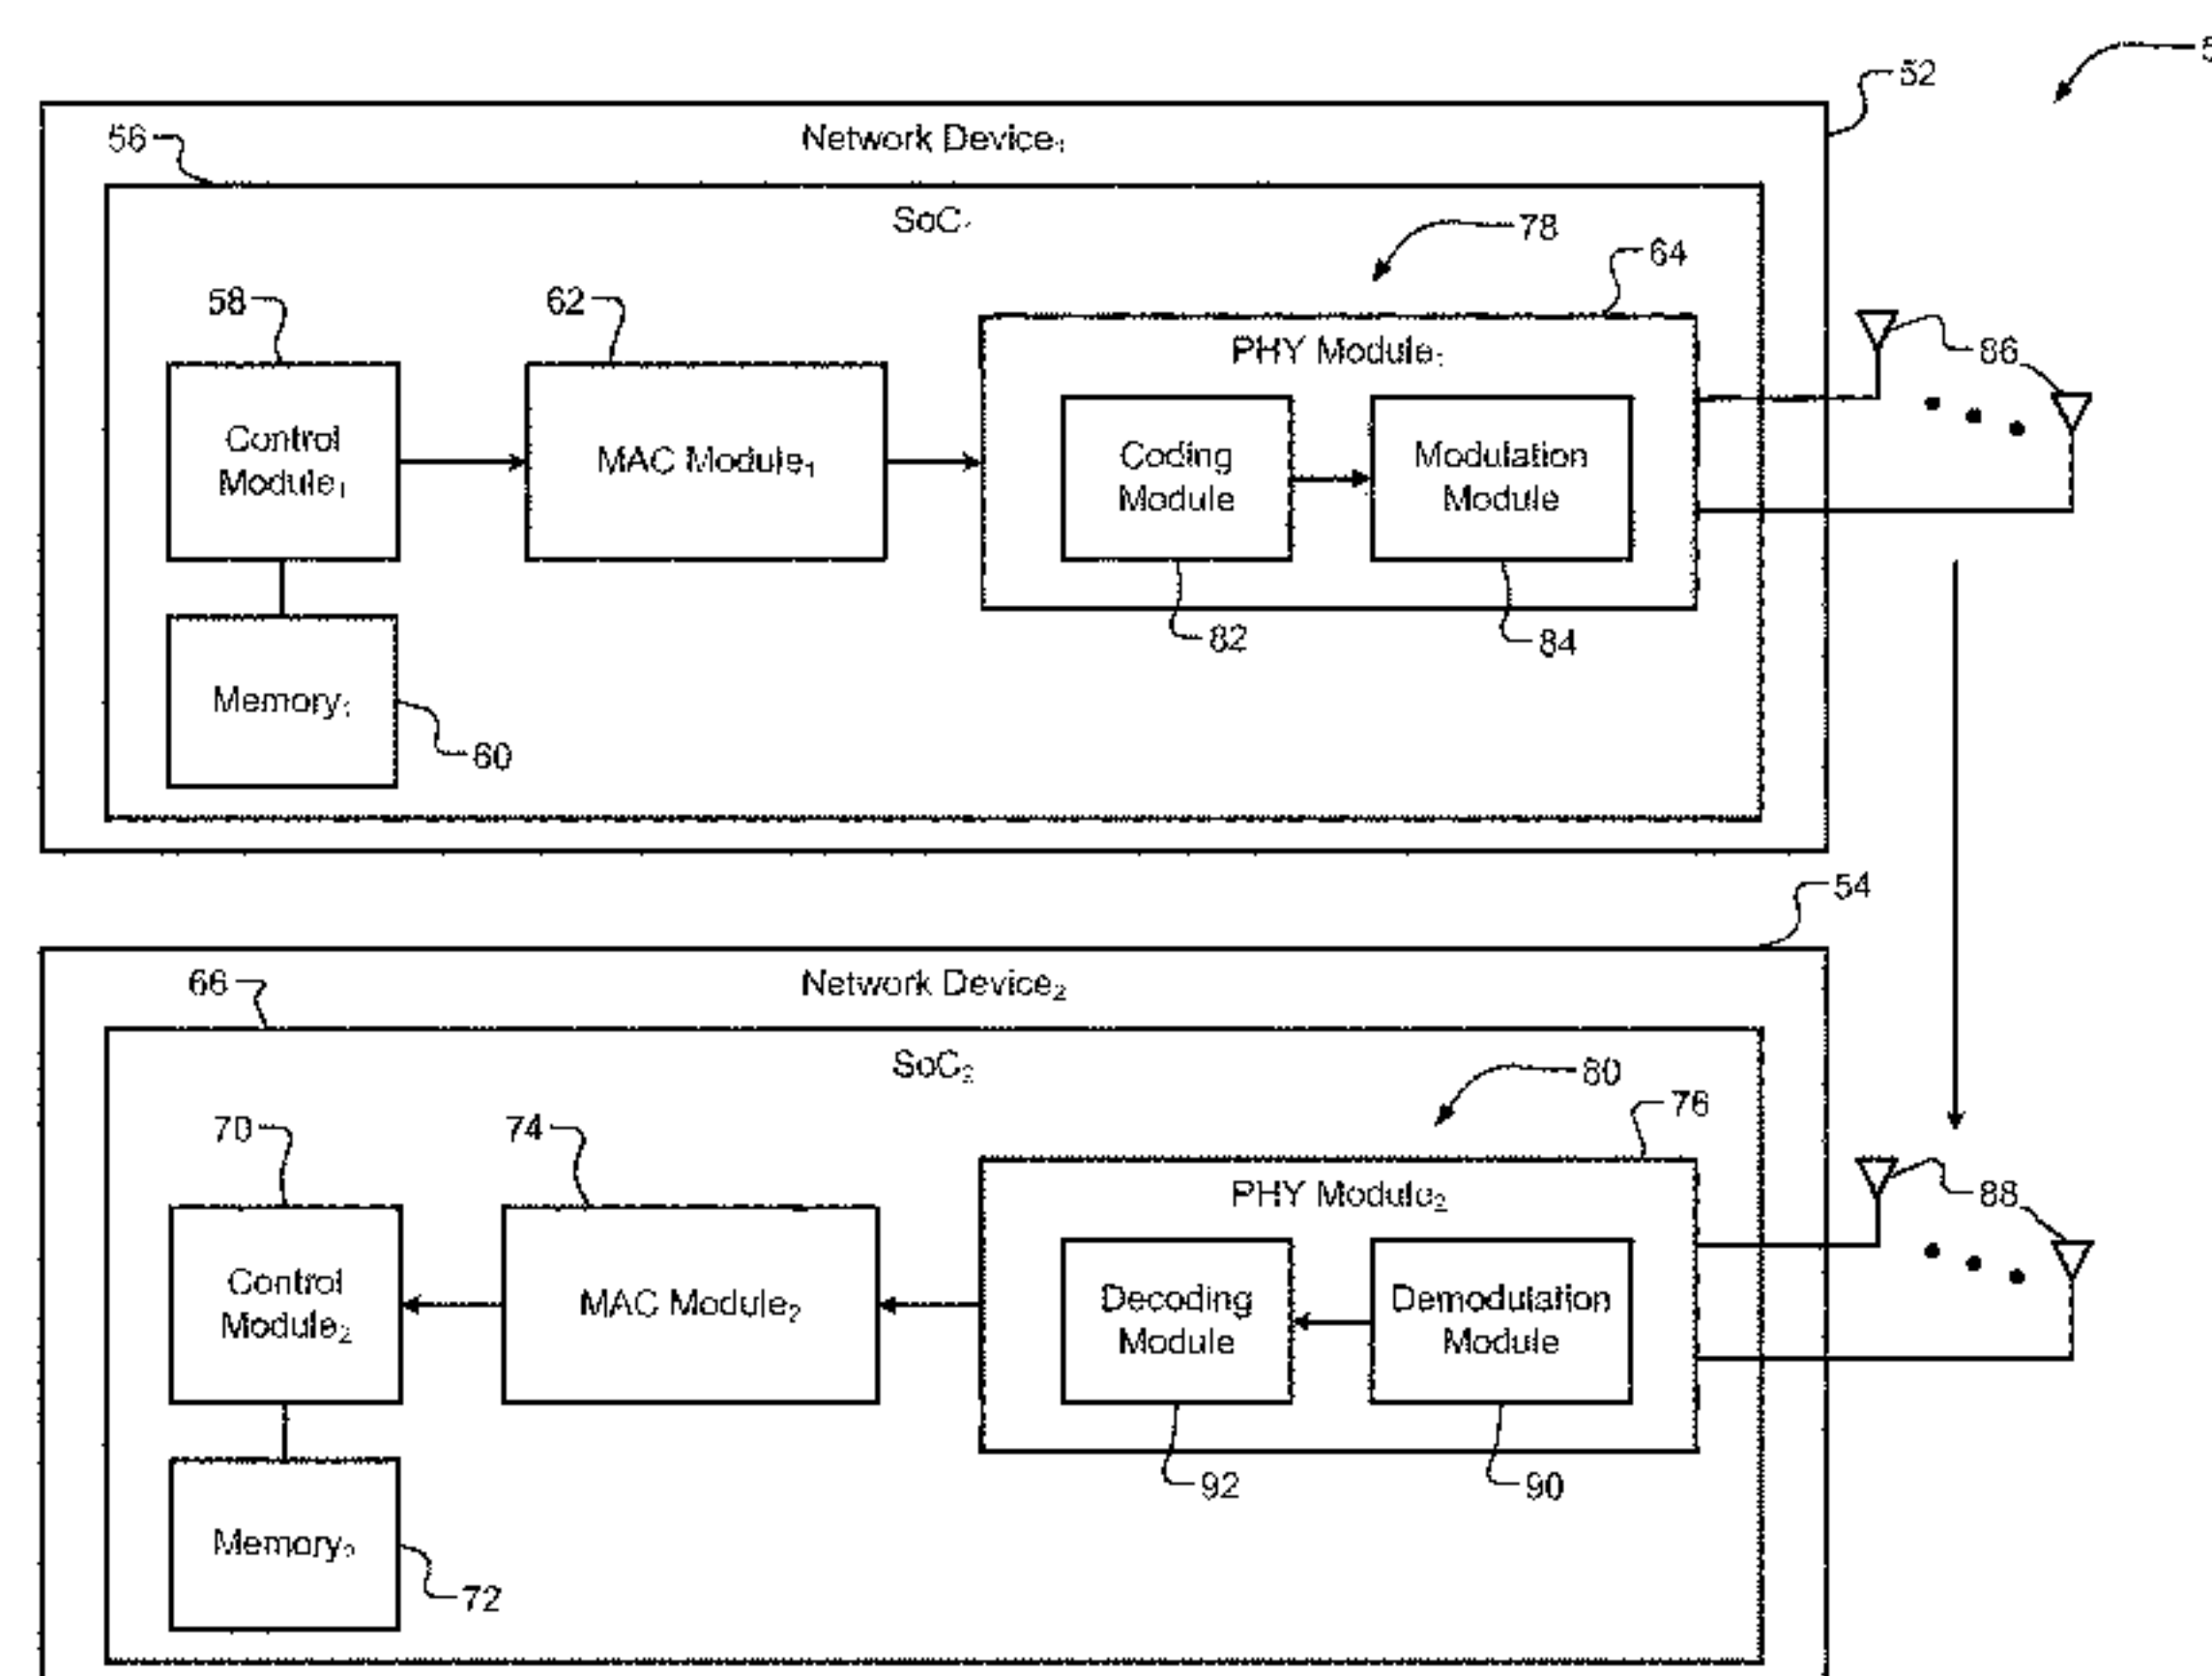 52
56
Network Device₁
SoC₁
78
64
58
62
PHY Module₁
86
Control
Module₁
MAC Module₁
Coding
Module
Modulation
Module
82
84
Memory₁
60
54
66
Network Device₂
SoC₂
80
76
70
74
PHY Module₂
88
Control
Module₂
MAC Module₂
Decoding
Module
Demodulation
Module
92
90
Memory₂
72